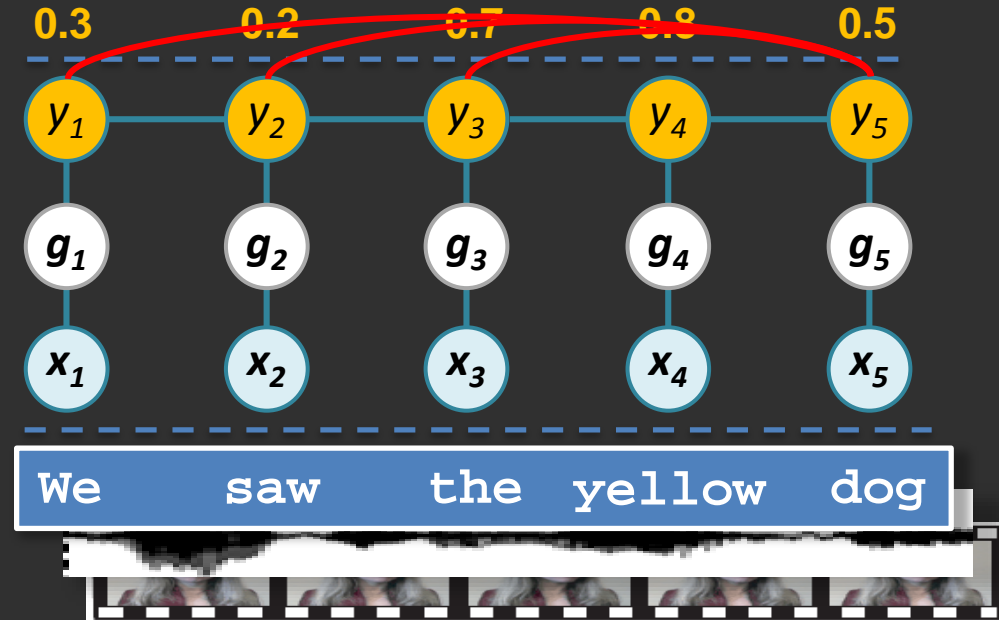 0.3 0.2 0.7 0.8 0.5
y1 y2 y3 y4 y5
g1 g2 g3 g4 g5
x1 x2 x3 x4 x5
We saw the yellow dog